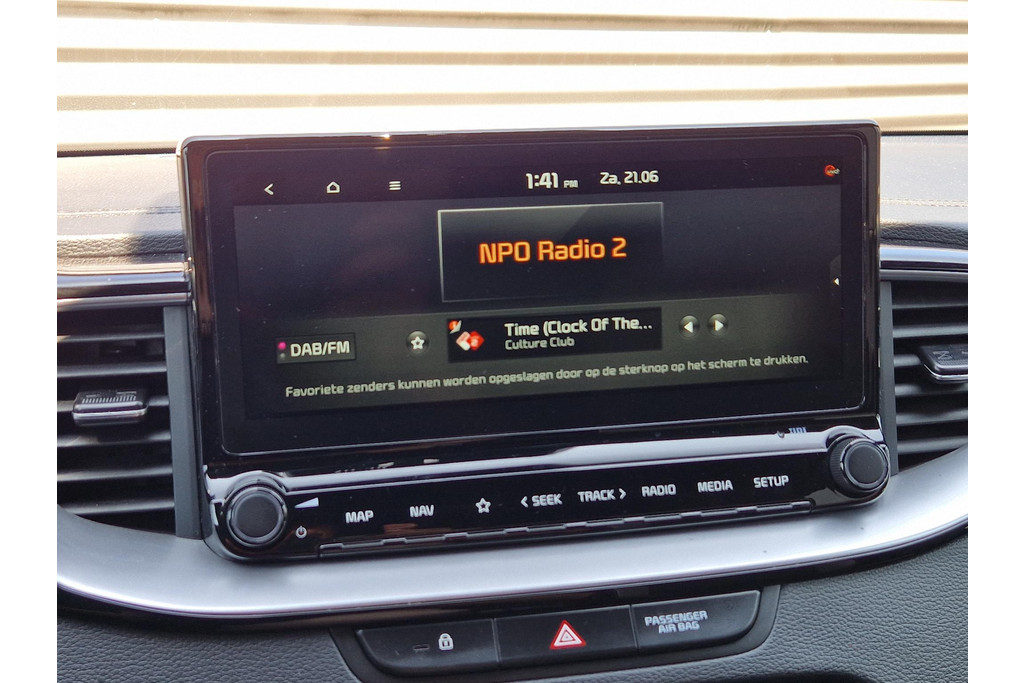 1:41 PM Za. 21.06
NPO Radio 2
Time (Clock Of The...
Culture Club
DAB/FM
Favoriete zenders kunnen worden opgeslagen door op de sterknop op het scherm te drukken.
TUNE
MAP NAV < SEEK TRACK > RADIO MEDIA SETUP
PASSENGER
AIR BAG